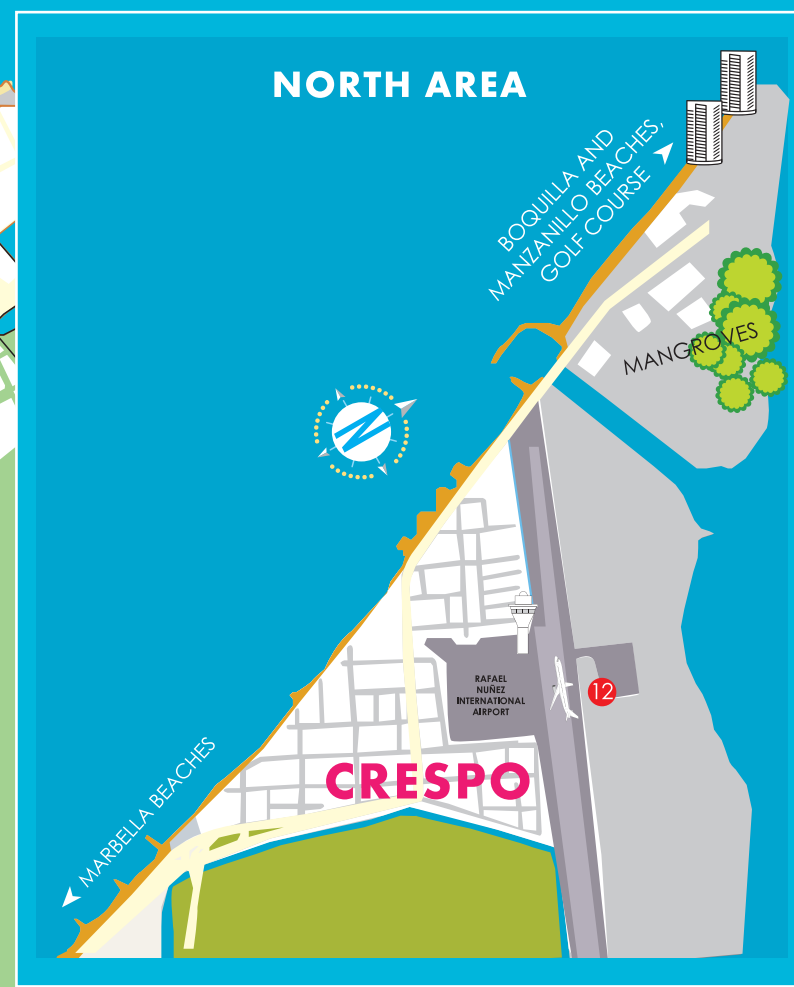 NORTH AREA
BOQUILLA AND
MANZANILLO BEACHES,
GOLF COURSE
MANGROVES
N
RAFAEL
NUÑEZ
INTERNATIONAL
AIRPORT
12
CRESPO
MARBELLA BEACHES